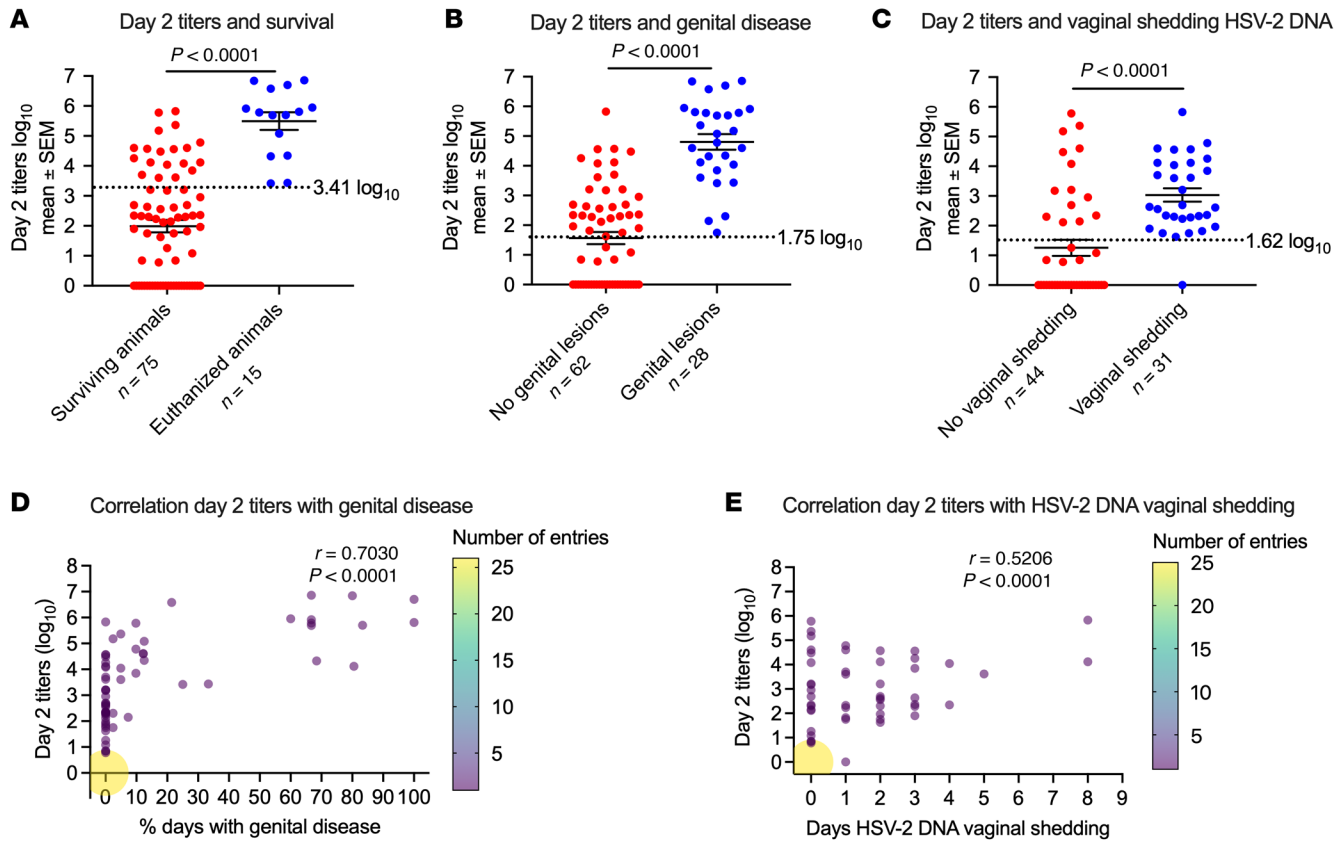 A
Day 2 titers and survival
P < 0.0001
Day 2 titers log10
mean ± SEM
7
6
5
4
3
2
1
0
3.41 log10
Surviving animals
n = 75
Euthanized animals
n = 15
B
Day 2 titers and genital disease
P < 0.0001
Day 2 titers log10
mean ± SEM
7
6
5
4
3
2
1
0
1.75 log10
No genital lesions
n = 62
Genital lesions
n = 28
C
Day 2 titers and vaginal shedding HSV-2 DNA
P < 0.0001
Day 2 titers log10
mean ± SEM
7
6
5
4
3
2
1
0
1.62 log10
No vaginal shedding
n = 44
Vaginal shedding
n = 31
D
Correlation day 2 titers with genital disease
r = 0.7030
P < 0.0001
Day 2 titers (log10)
8
7
6
5
4
3
2
1
0
0 10 20 30 40 50 60 70 80 90 100
% days with genital disease
Number of entries
25
20
15
10
5
E
Correlation day 2 titers with HSV-2 DNA vaginal shedding
r = 0.5206
P < 0.0001
Day 2 titers (log10)
8
7
6
5
4
3
2
1
0
0 1 2 3 4 5 6 7 8 9
Days HSV-2 DNA vaginal shedding
Number of entries
25
20
15
10
5